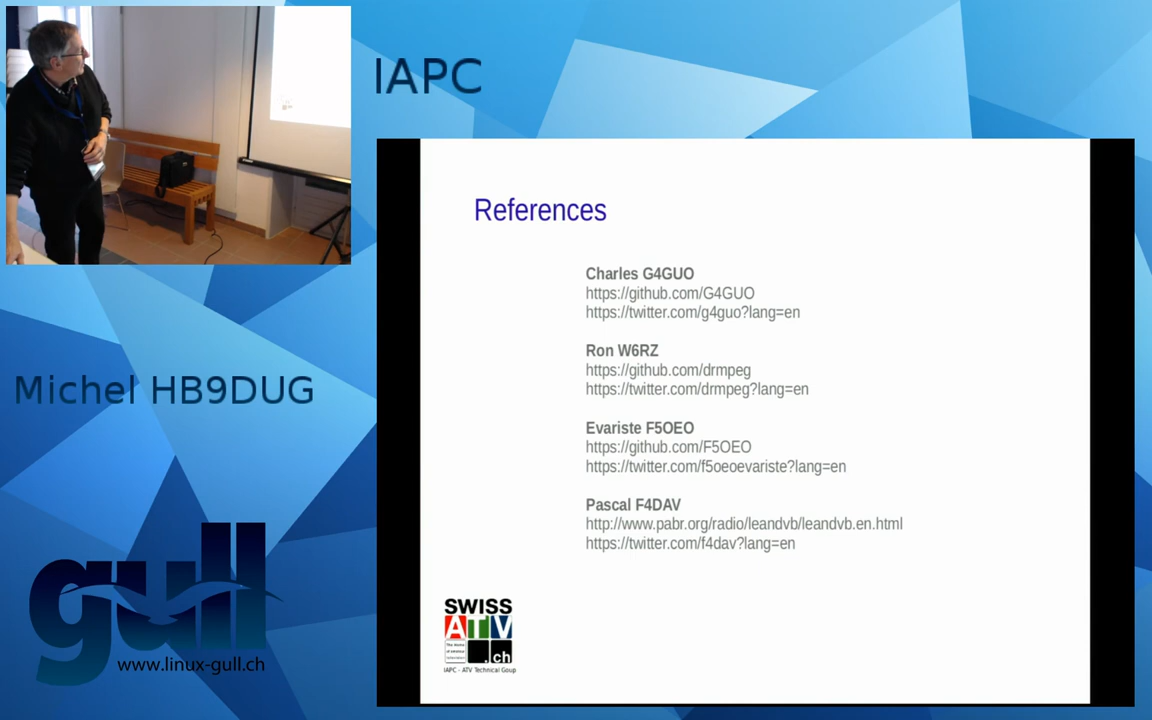 IAPC
References
Charles G4GUO
https://github.com/G4GUO
https://twitter.com/g4guo?lang=en
Ron W6RZ
https://github.com/drmpeg
https://twitter.com/drmpeg?lang=en
Evariste F5OEO
https://github.com/F5OEO
https://twitter.com/f5oeoevariste?lang=en
Pascal F4DAV
http://www.pabr.org/radio/leandvb/leandvb.en.html
https://twitter.com/f4dav?lang=en
Michel HB9DUG
gull
www.linux-gull.ch
SWISS
ATV
.ch
IAPC - ATV Technical Goup